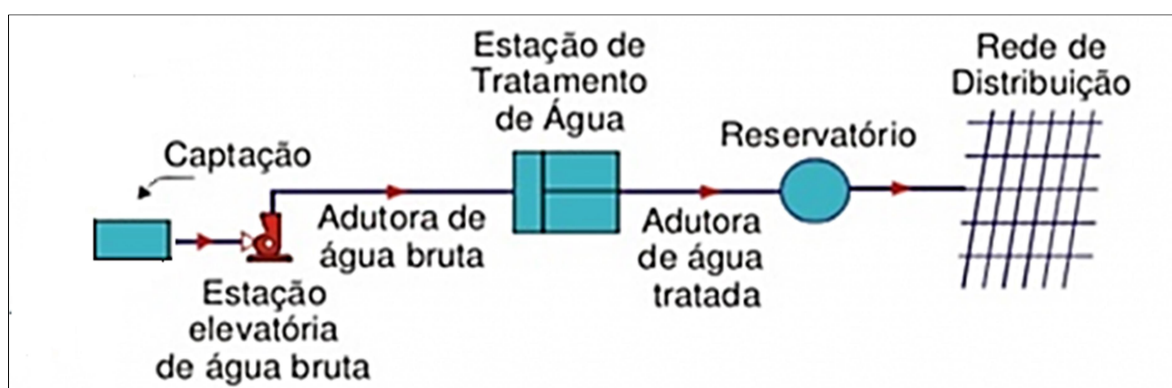 Captação
Estação
elevatória
de água bruta
Adutora de
água bruta
Estação de
Tratamento
de Água
Adutora
de água
tratada
Reservatório
Rede de
Distribuição